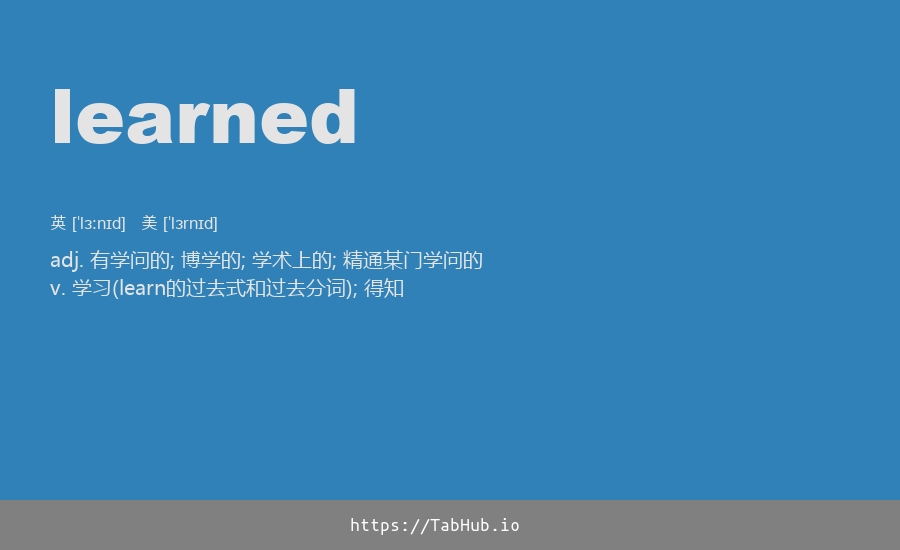 learned
英 [ˈlɜːnɪd] 美 [ˈlɜrnɪd]
adj. 有学问的; 博学的; 学术上的; 精通某门学问的
v. 学习(learn的过去式和过去分词); 得知
https://TabHub.io